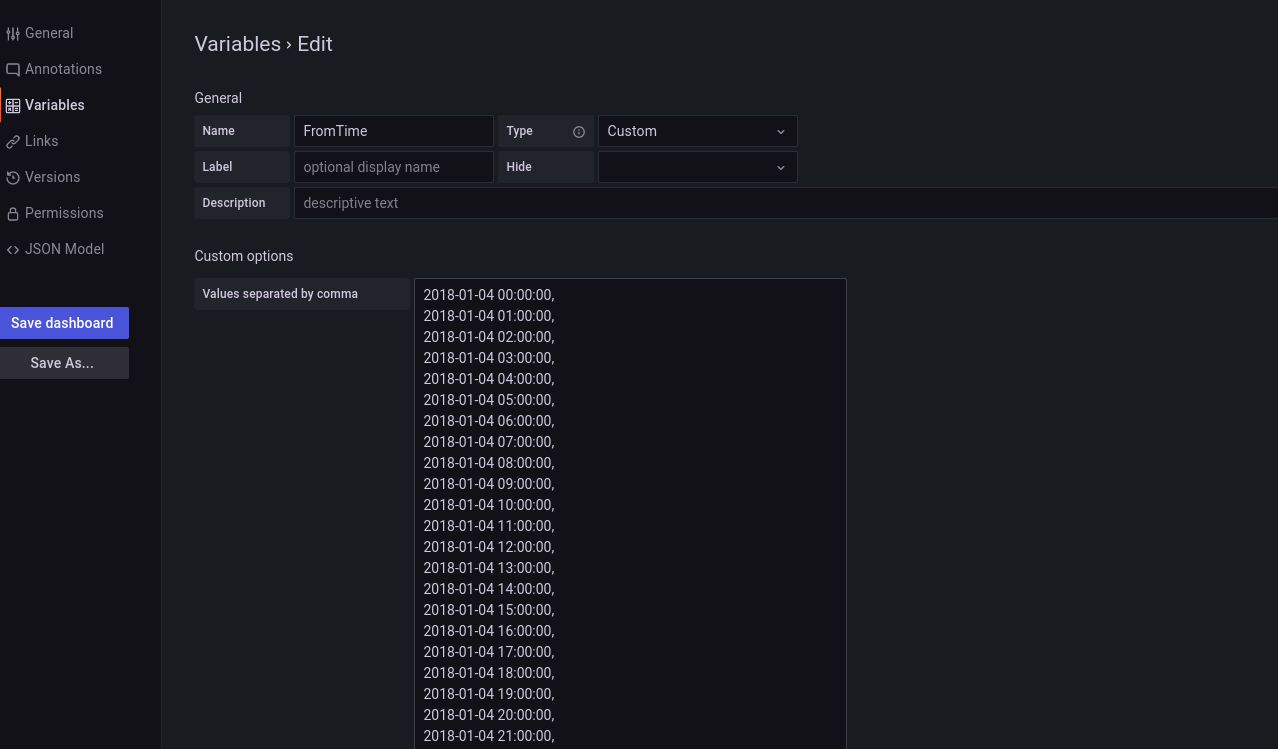 General
Annotations
Variables
Links
Versions
Permissions
JSON Model
Save dashboard
Save As...
Variables › Edit
General
Name FromTime Type Custom
Label optional display name Hide
Description descriptive text
Custom options
Values separated by comma
2018-01-04 00:00:00,
2018-01-04 01:00:00,
2018-01-04 02:00:00,
2018-01-04 03:00:00,
2018-01-04 04:00:00,
2018-01-04 05:00:00,
2018-01-04 06:00:00,
2018-01-04 07:00:00,
2018-01-04 08:00:00,
2018-01-04 09:00:00,
2018-01-04 10:00:00,
2018-01-04 11:00:00,
2018-01-04 12:00:00,
2018-01-04 13:00:00,
2018-01-04 14:00:00,
2018-01-04 15:00:00,
2018-01-04 16:00:00,
2018-01-04 17:00:00,
2018-01-04 18:00:00,
2018-01-04 19:00:00,
2018-01-04 20:00:00,
2018-01-04 21:00:00,